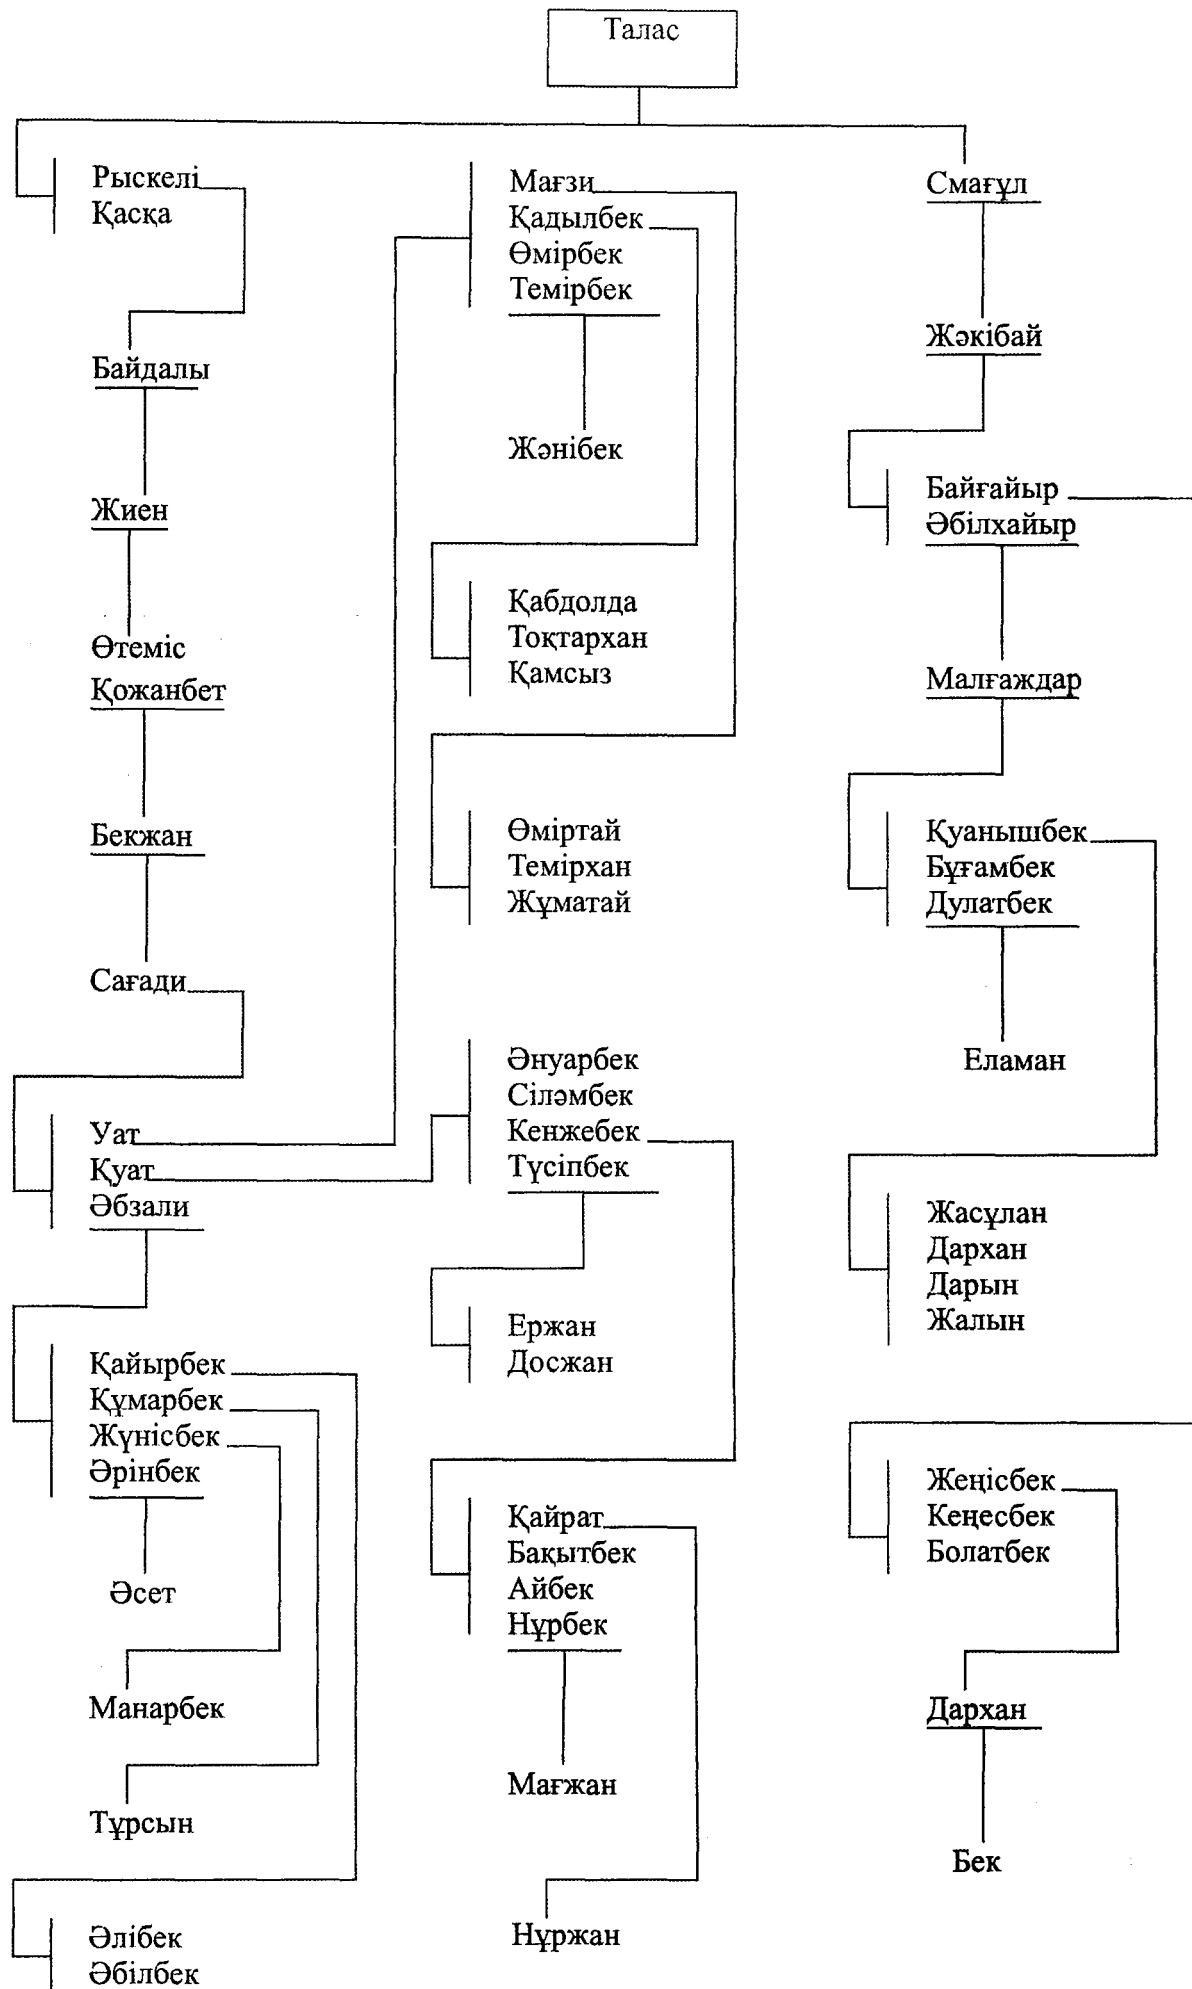 Талас
Рыскелі
Қасқа
Байдалы
Жиен
Өтеміс
Қожанбет
Бекжан
Сағади
Уат
Қуат
Әбзали
Қайырбек
Құмарбек
Жүнісбек
Әрінбек
Әсет
Манарбек
Тұрсын
Әлібек
Әбілбек
Мағзи
Қадылбек
Өмірбек
Темірбек
Жәнібек
Қабдолда
Тоқтархан
Қамсыз
Өміртай
Темірхан
Жұматай
Әнуарбек
Сіләмбек
Кенжебек
Түсіпбек
Ержан
Досжан
Қайрат
Бақытбек
Айбек
Нұрбек
Мағжан
Нұржан
Смағұл
Жәкібай
Байғайыр
Әбілхайыр
Малғаждар
Қуанышбек
Бұғамбек
Дулатбек
Еламан
Жасұлан
Дархан
Дарын
Жалын
Жеңісбек
Кеңесбек
Болатбек
Дархан
Бек